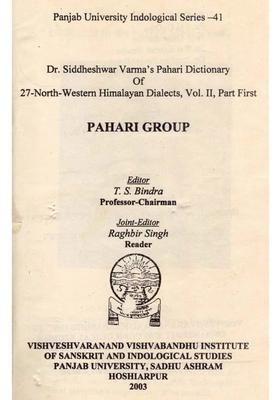 Panjab University Indological Series –41
Dr. Siddheshwar Varma's Pahari Dictionary
Of
27-North-Western Himalayan Dialects, Vol. II, Part First
PAHARI GROUP
Editor
T. S. Bindra
Professor-Chairman
Joint-Editor
Raghbir Singh
Reader
VISHVESHVARANAND VISHVABANDHU INSTITUTE
OF SANSKRIT AND INDOLOGICAL STUDIES
PANJAB UNIVERSITY, SADHU ASHRAM
HOSHIARPUR
2003